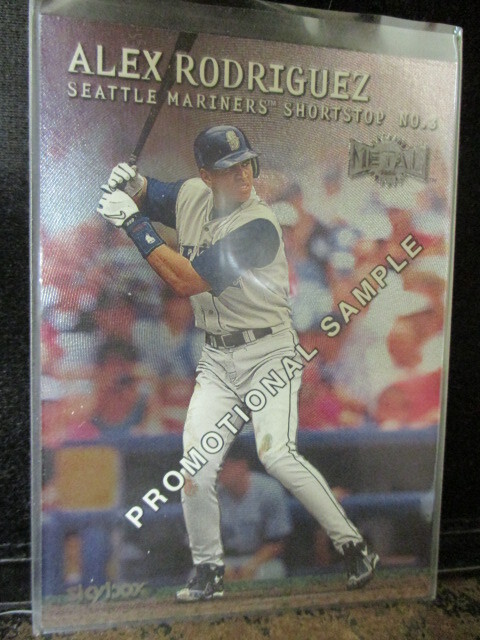 ALEX RODRIGUEZ
SEATTLE MARINERS™ SHORTSTOP NO.3
METAL
PROMOTIONAL SAMPLE
skybox